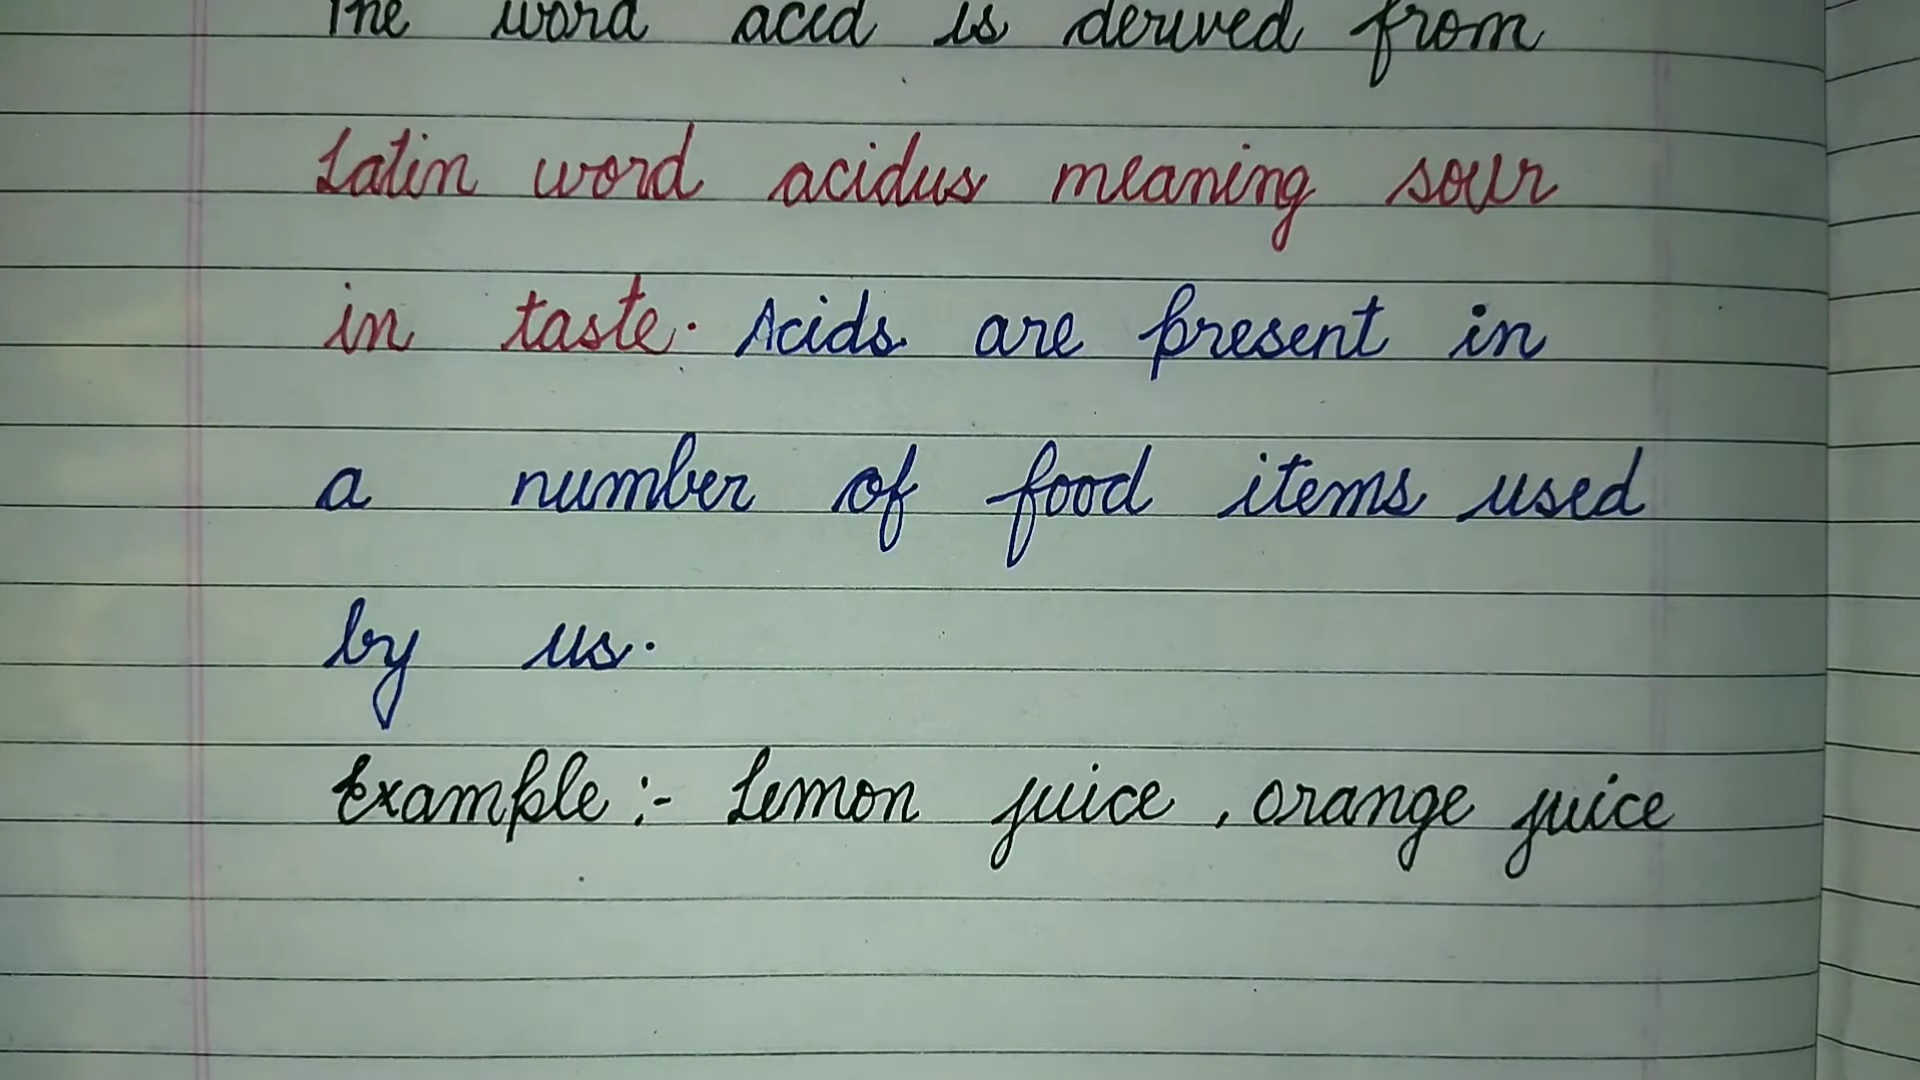 The word acid is derived from
Latin word acidus meaning sour
in taste. Acids are present in
a number of food items used
by us.
Example :- Lemon juice , orange juice